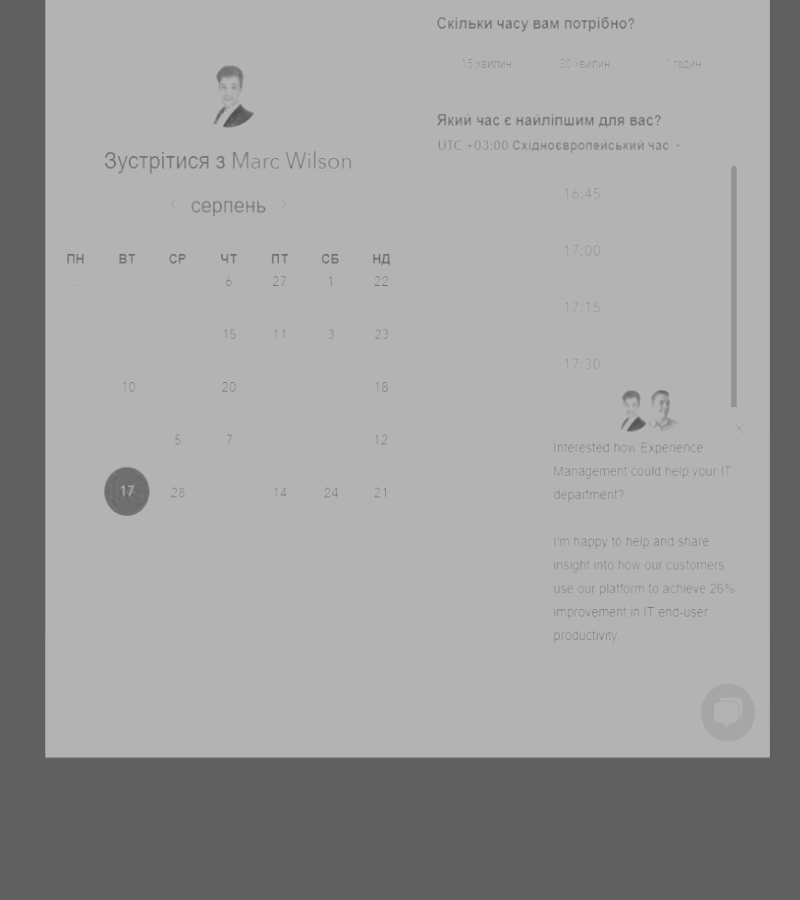 Скільки часу вам потрібно?
15 хвилин 30 хвилин 1 годин
Який час є найліпшим для вас?
UTC +03:00 Східноєвропейський час
16:45
17:00
17:15
17:30
Зустрітися з Marc Wilson
серпень
ПН ВТ СР ЧТ ПТ СБ НД
6 27 1 22
15 11 3 23
10 20 18
5 7 12
17 28 14 24 21
Interested how Experience
Management could help your IT
department?
I'm happy to help and share
insight into how our customers
use our platform to achieve 26%
improvement in IT end-user
productivity.